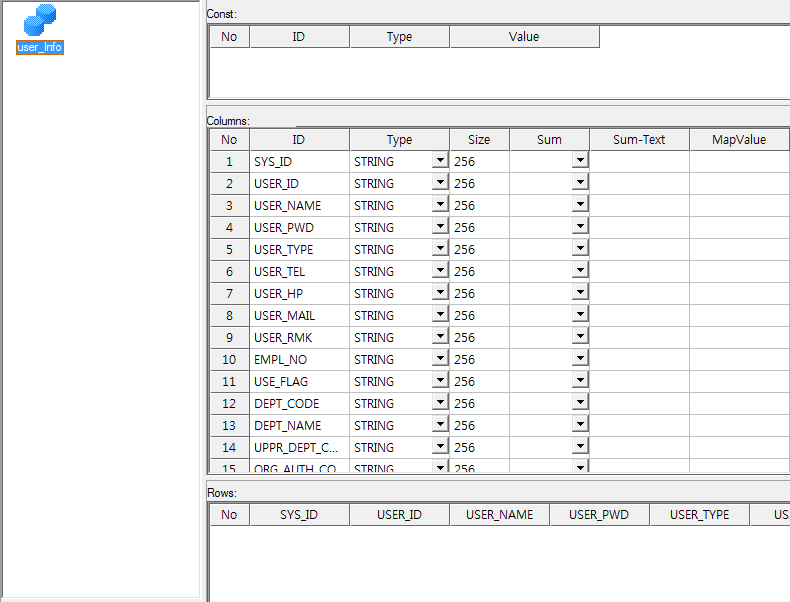 user_Info
Const:
No ID Type Value
Columns:
No ID Type Size Sum Sum-Text MapValue
1 SYS_ID STRING 256
2 USER_ID STRING 256
3 USER_NAME STRING 256
4 USER_PWD STRING 256
5 USER_TYPE STRING 256
6 USER_TEL STRING 256
7 USER_HP STRING 256
8 USER_MAIL STRING 256
9 USER_RMK STRING 256
10 EMPL_NO STRING 256
11 USE_FLAG STRING 256
12 DEPT_CODE STRING 256
13 DEPT_NAME STRING 256
14 UPPR_DEPT_C... STRING 256
15 ORG_AUTH_CO STRING 256
Rows:
No SYS_ID USER_ID USER_NAME USER_PWD USER_TYPE US